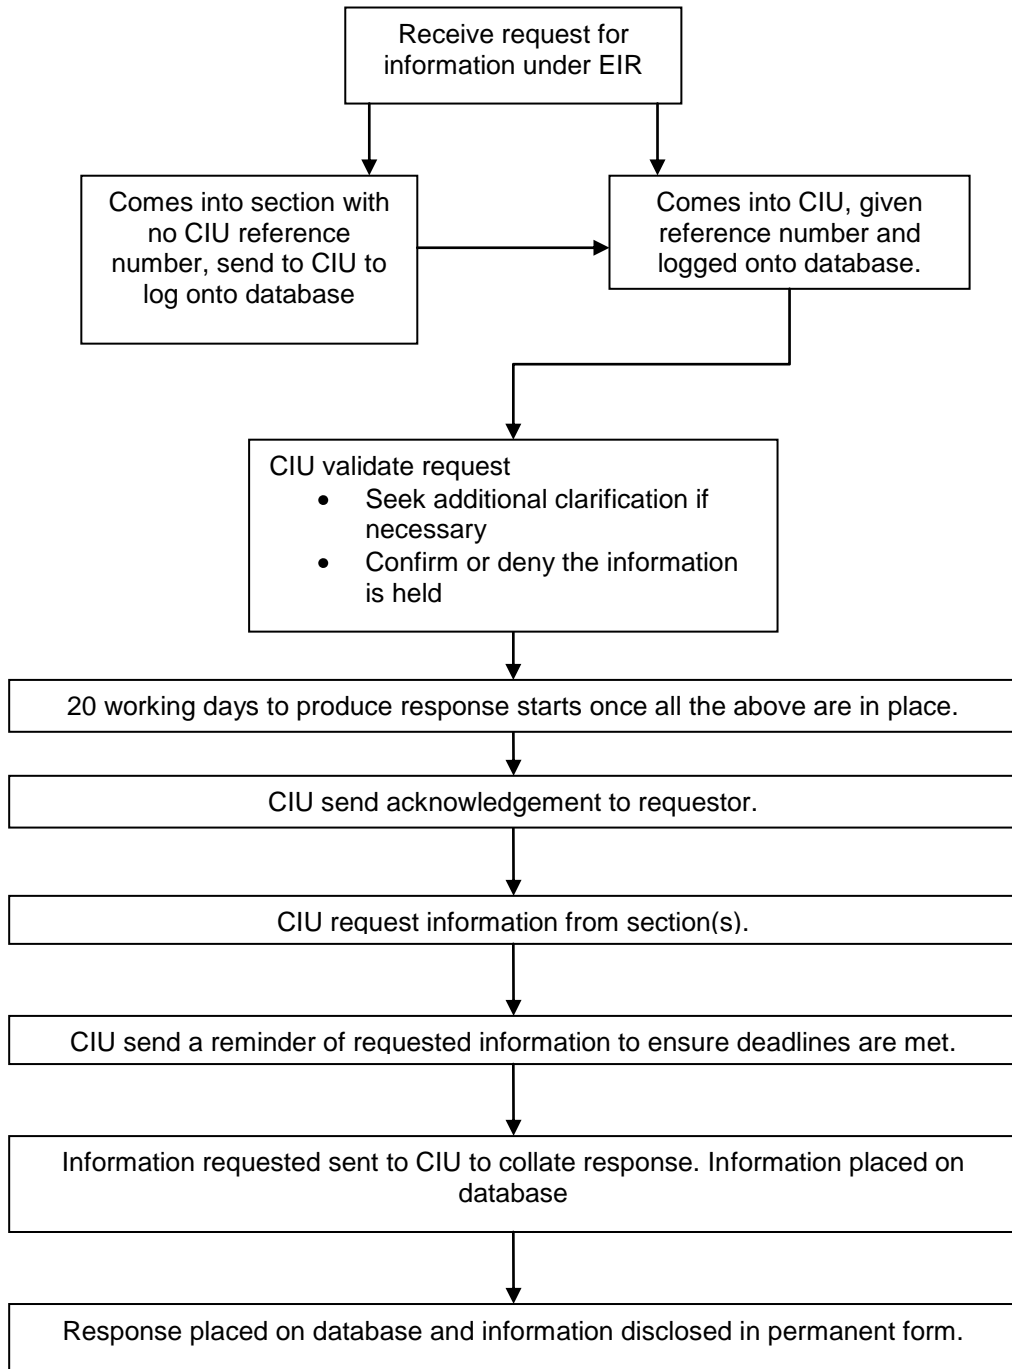 Receive request for
information under EIR
Comes into section with
no CIU reference
number, send to CIU to
log onto database
Comes into CIU, given
reference number and
logged onto database.
CIU validate request
• Seek additional clarification if
necessary
• Confirm or deny the information
is held
20 working days to produce response starts once all the above are in place.
CIU send acknowledgement to requestor.
CIU request information from section(s).
CIU send a reminder of requested information to ensure deadlines are met.
Information requested sent to CIU to collate response. Information placed on
database
Response placed on database and information disclosed in permanent form.